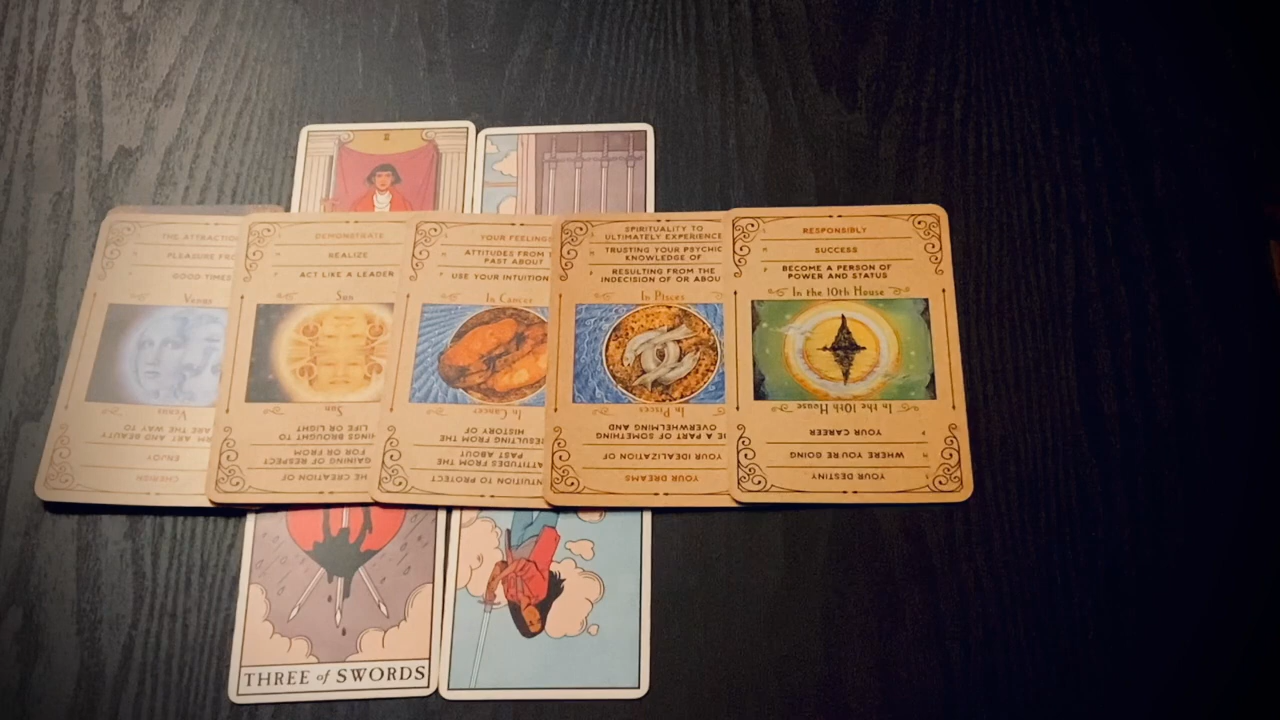 II
THE ATTRACTIO
PLEASURE FRO
GOOD TIMES
Venus
CHERISH
ENJOY
ART AND BEAUTY
ARE THE WAY TO
Venus
DEMONSTRATE
REALIZE
ACT LIKE A LEADER
Sun
HE CREATION OF
GAINING OF RESPECT
FOR OR FROM
INGS BROUGHT TO
LIFE OR LIGHT
Sun
YOUR FEELINGS
ATTITUDES FROM T
PAST ABOUT
USE YOUR INTUITION
In Cancer
NTUITION TO PROTECT
ATTITUDES FROM THE
PAST ABOUT
RESULTING FROM THE
HISTORY OF
In Cancer
SPIRITUALITY TO
ULTIMATELY EXPERIENCE
TRUSTING YOUR PSYCHIC
KNOWLEDGE OF
RESULTING FROM THE
INDECISION OF OR ABOU
In Pisces
YOUR DREAMS
YOUR IDEALIZATION OF
E A PART OF SOMETHING
OVERWHELMING AND
In Pisces
RESPONSIBLY
SUCCESS
BECOME A PERSON OF
POWER AND STATUS
In the 10th House
YOUR DESTINY
WHERE YOU'RE GOING
YOUR CAREER
In the 10th House
THREE of SWORDS